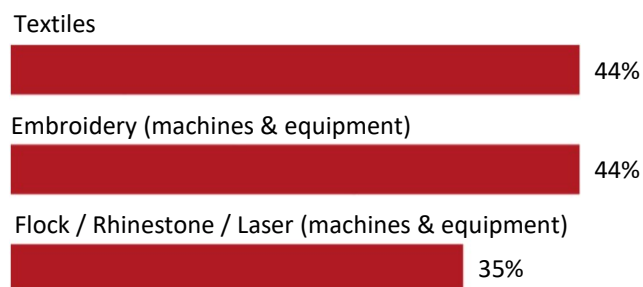 Textiles
44%
Embroidery (machines & equipment)
44%
Flock / Rhinestone / Laser (machines & equipment)
35%